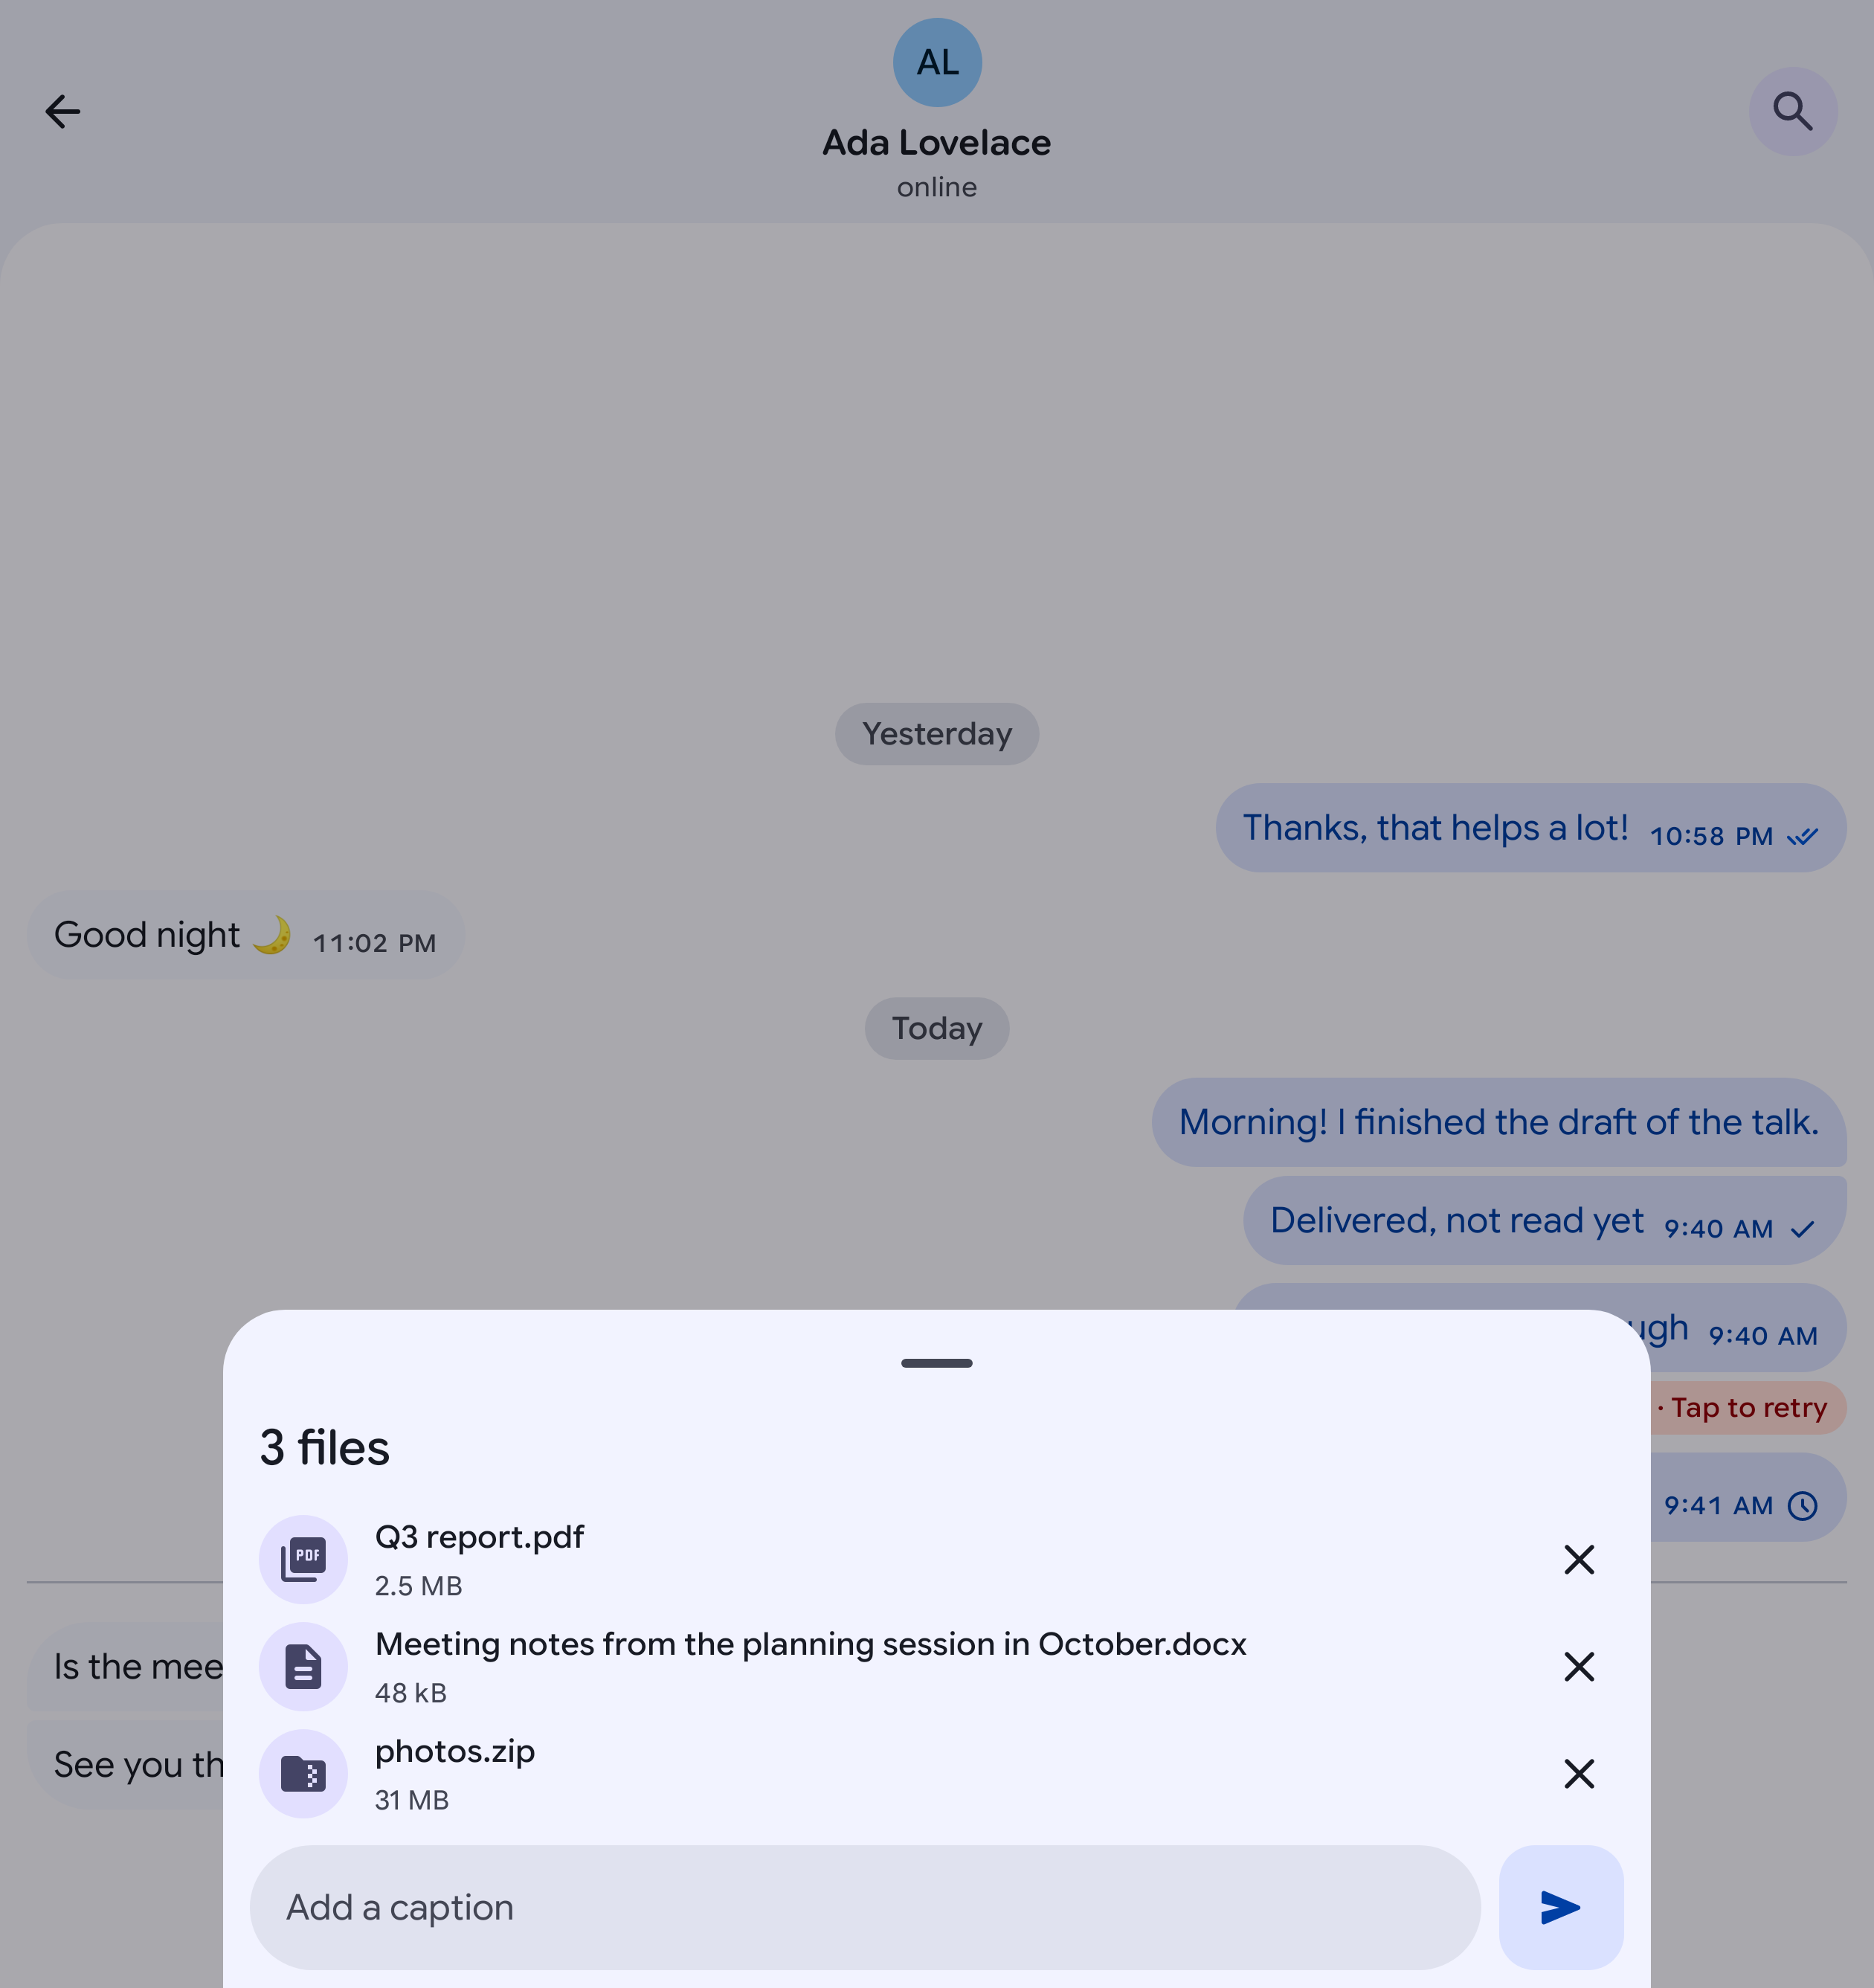 AL
Ada Lovelace
online
Yesterday
Thanks, that helps a lot! 10:58 PM
Good night 🌙 11:02 PM
Today
Morning! I finished the draft of the talk.
Delivered, not read yet 9:40 AM
9:40 AM
· Tap to retry
9:41 AM
3 files
PDF
Q3 report.pdf
2.5 MB
Meeting notes from the planning session in October.docx
48 kB
photos.zip
31 MB
Is the
See you
Add a caption